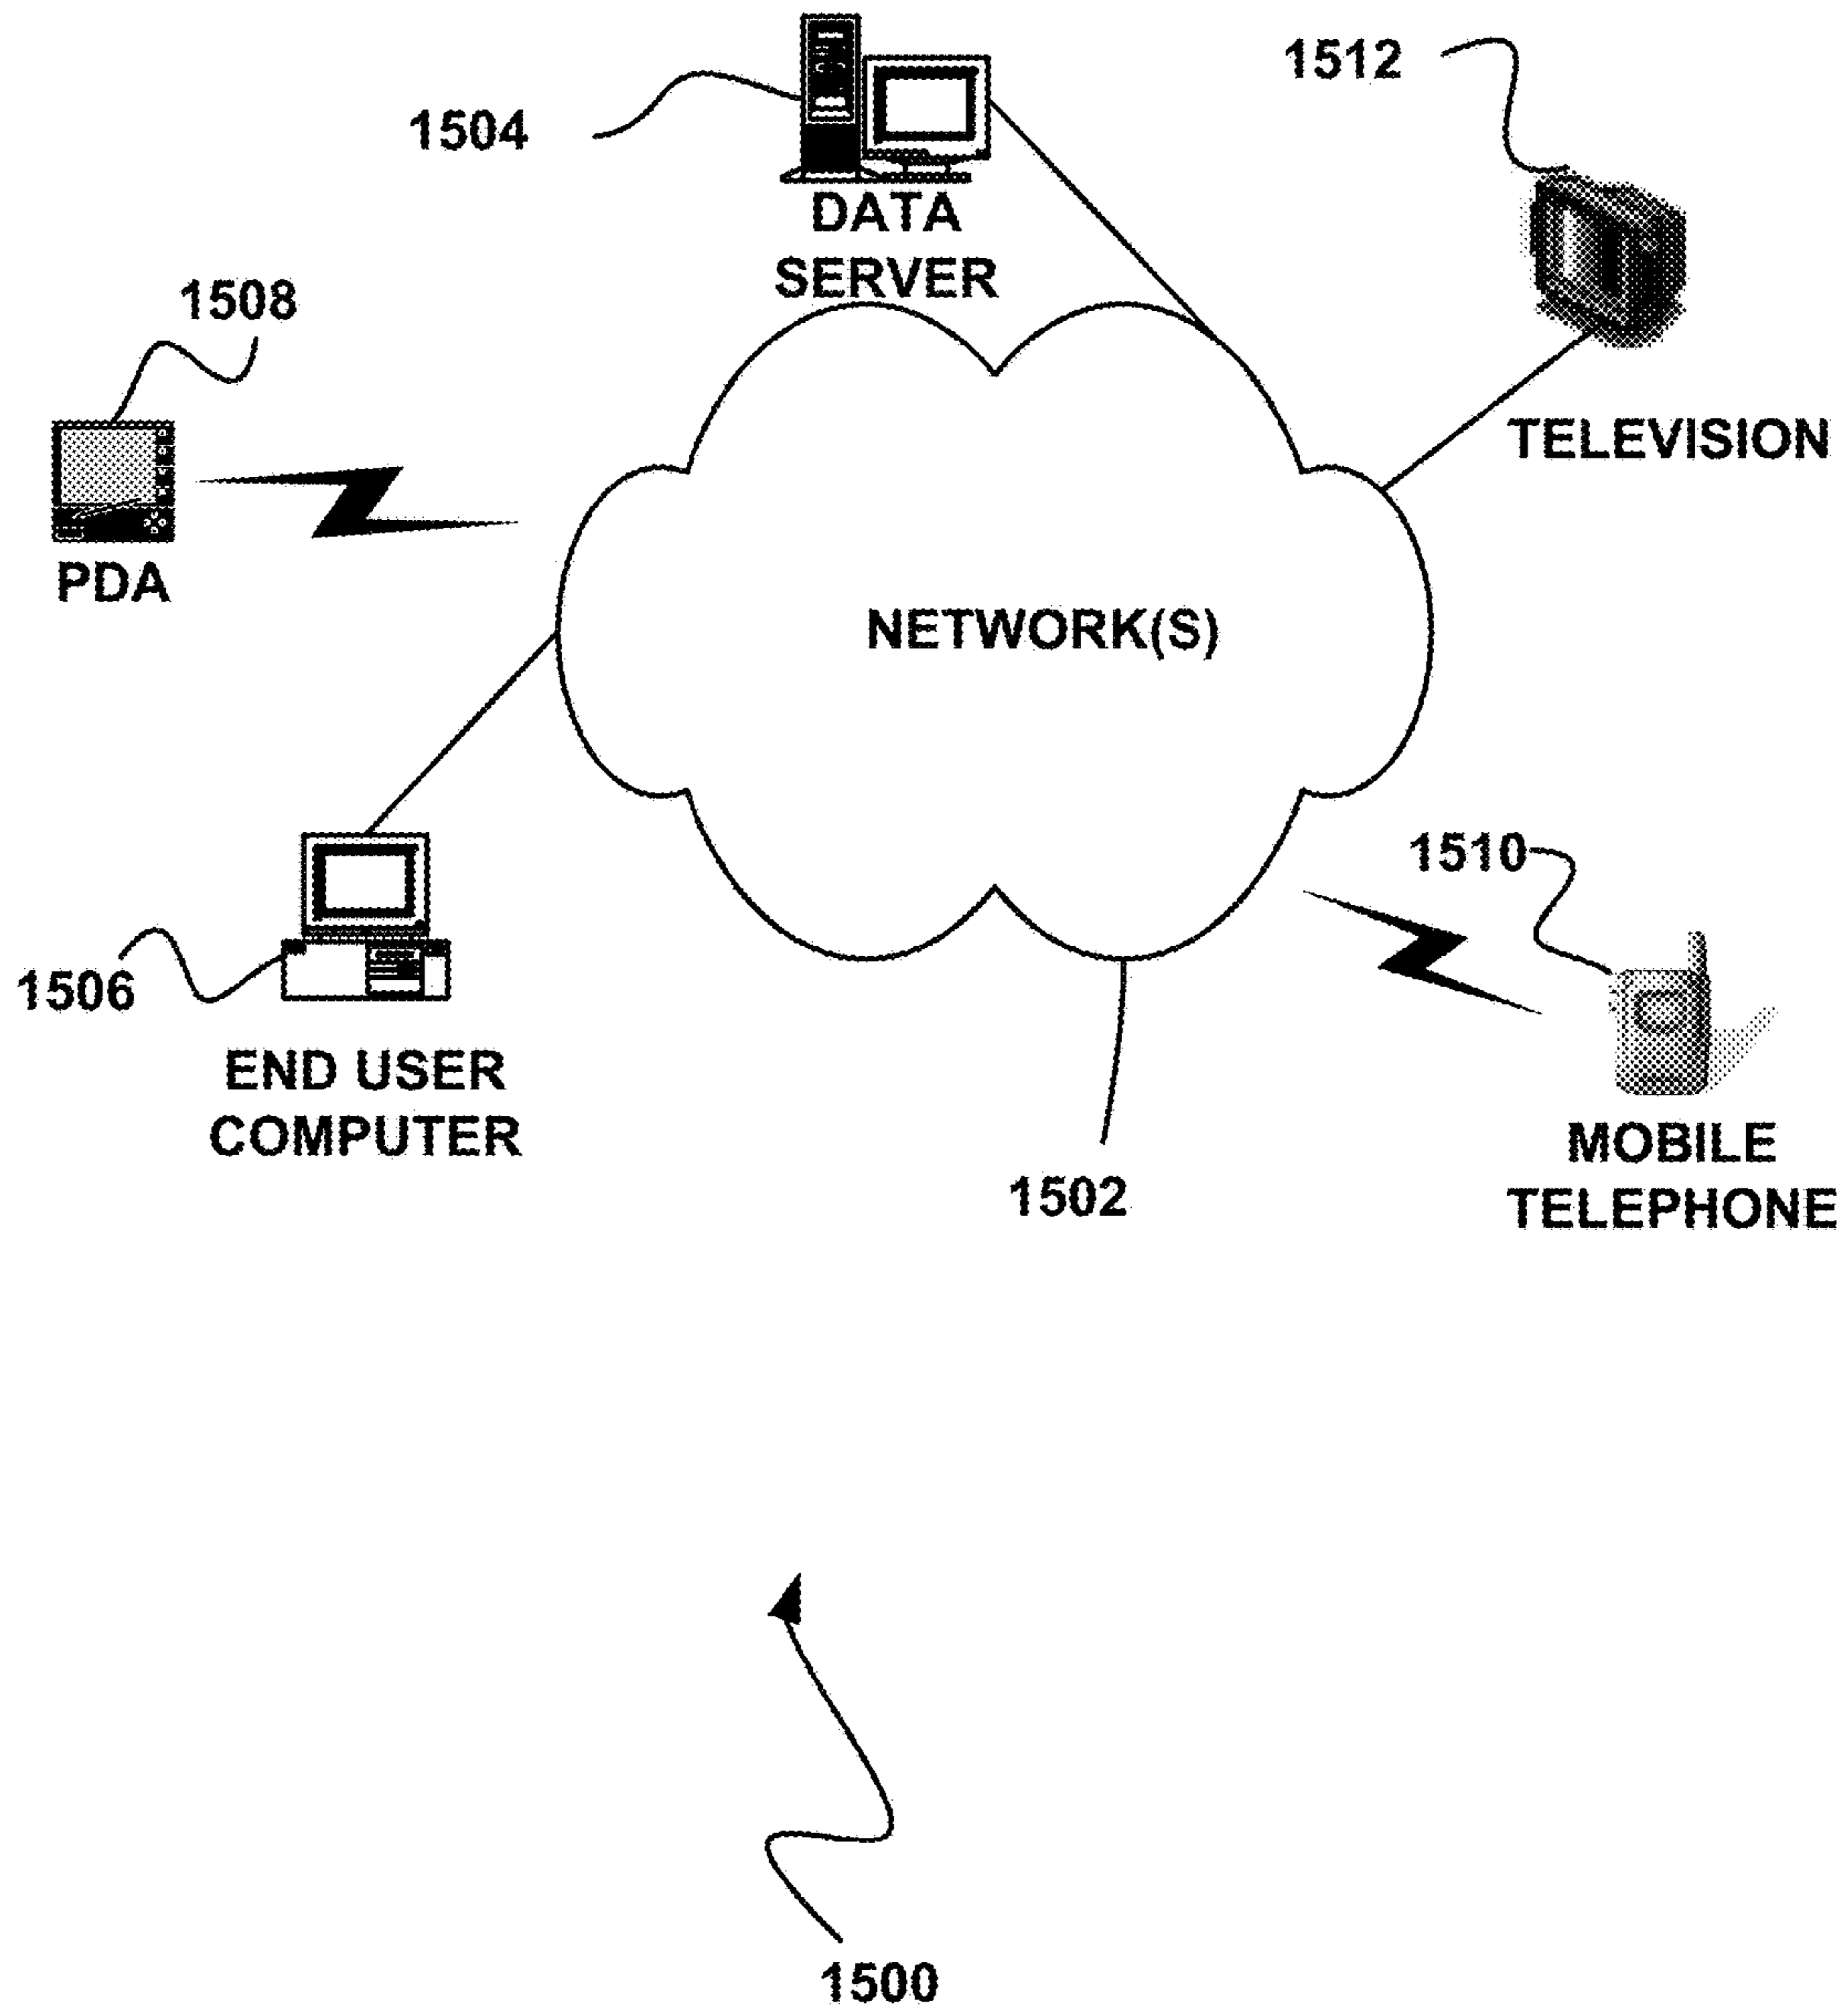 1512
1504
DATA
SERVER
1508
TELEVISION
PDA
NETWORK(S)
1510
1506
END USER
COMPUTER
MOBILE
TELEPHONE
1502
1500